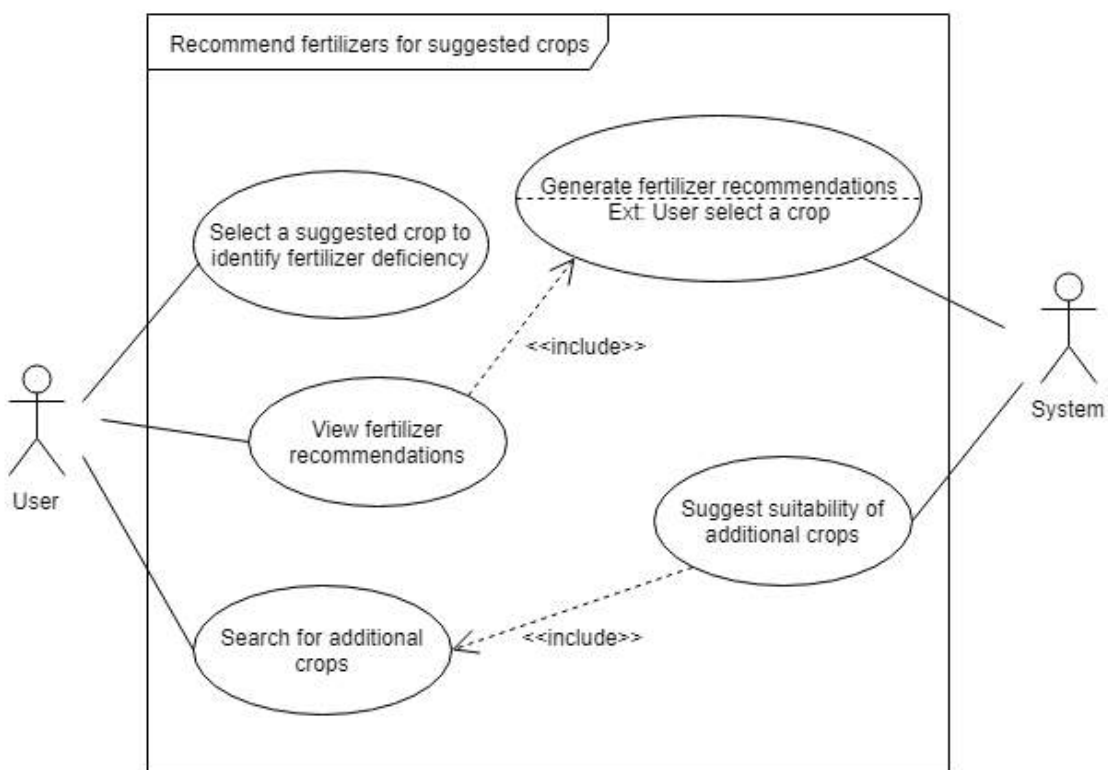 Recommend fertilizers for suggested crops
Generate fertilizer recommendations
Ext: User select a crop
Select a suggested crop to
identify fertilizer deficiency
<<include>>
System
View fertilizer
recommendations
User
Suggest suitability of
additional crops
Search for additional
crops
<<include>>